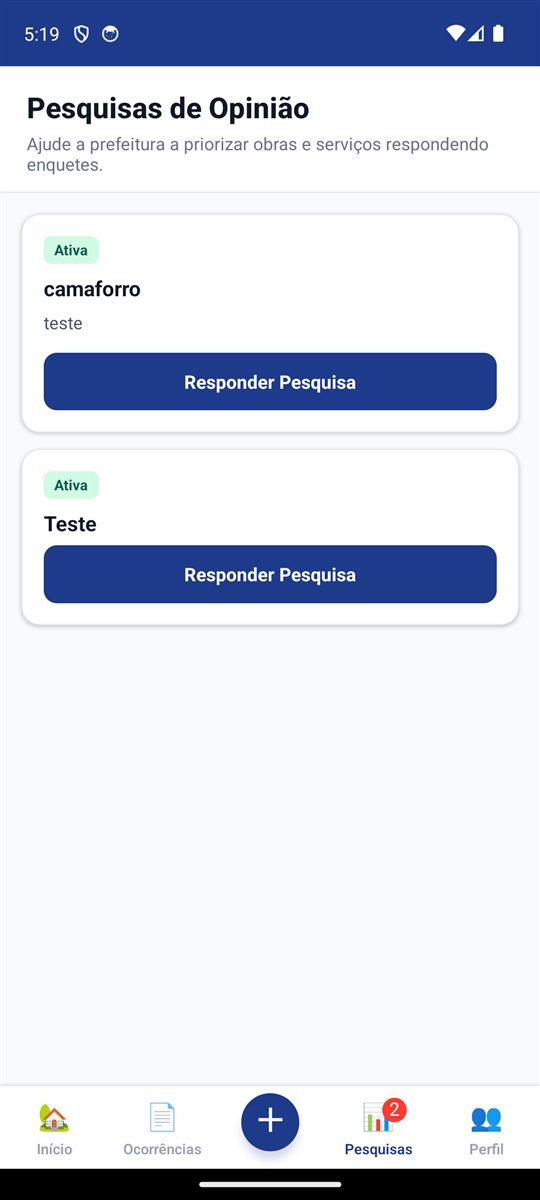 5:19
Pesquisas de Opinião
Ajude a prefeitura a priorizar obras e serviços respondendo
enquetes.
Ativa
camaforro
teste
Responder Pesquisa
Ativa
Teste
Responder Pesquisa
2
Início
Ocorrências
Pesquisas
Perfil